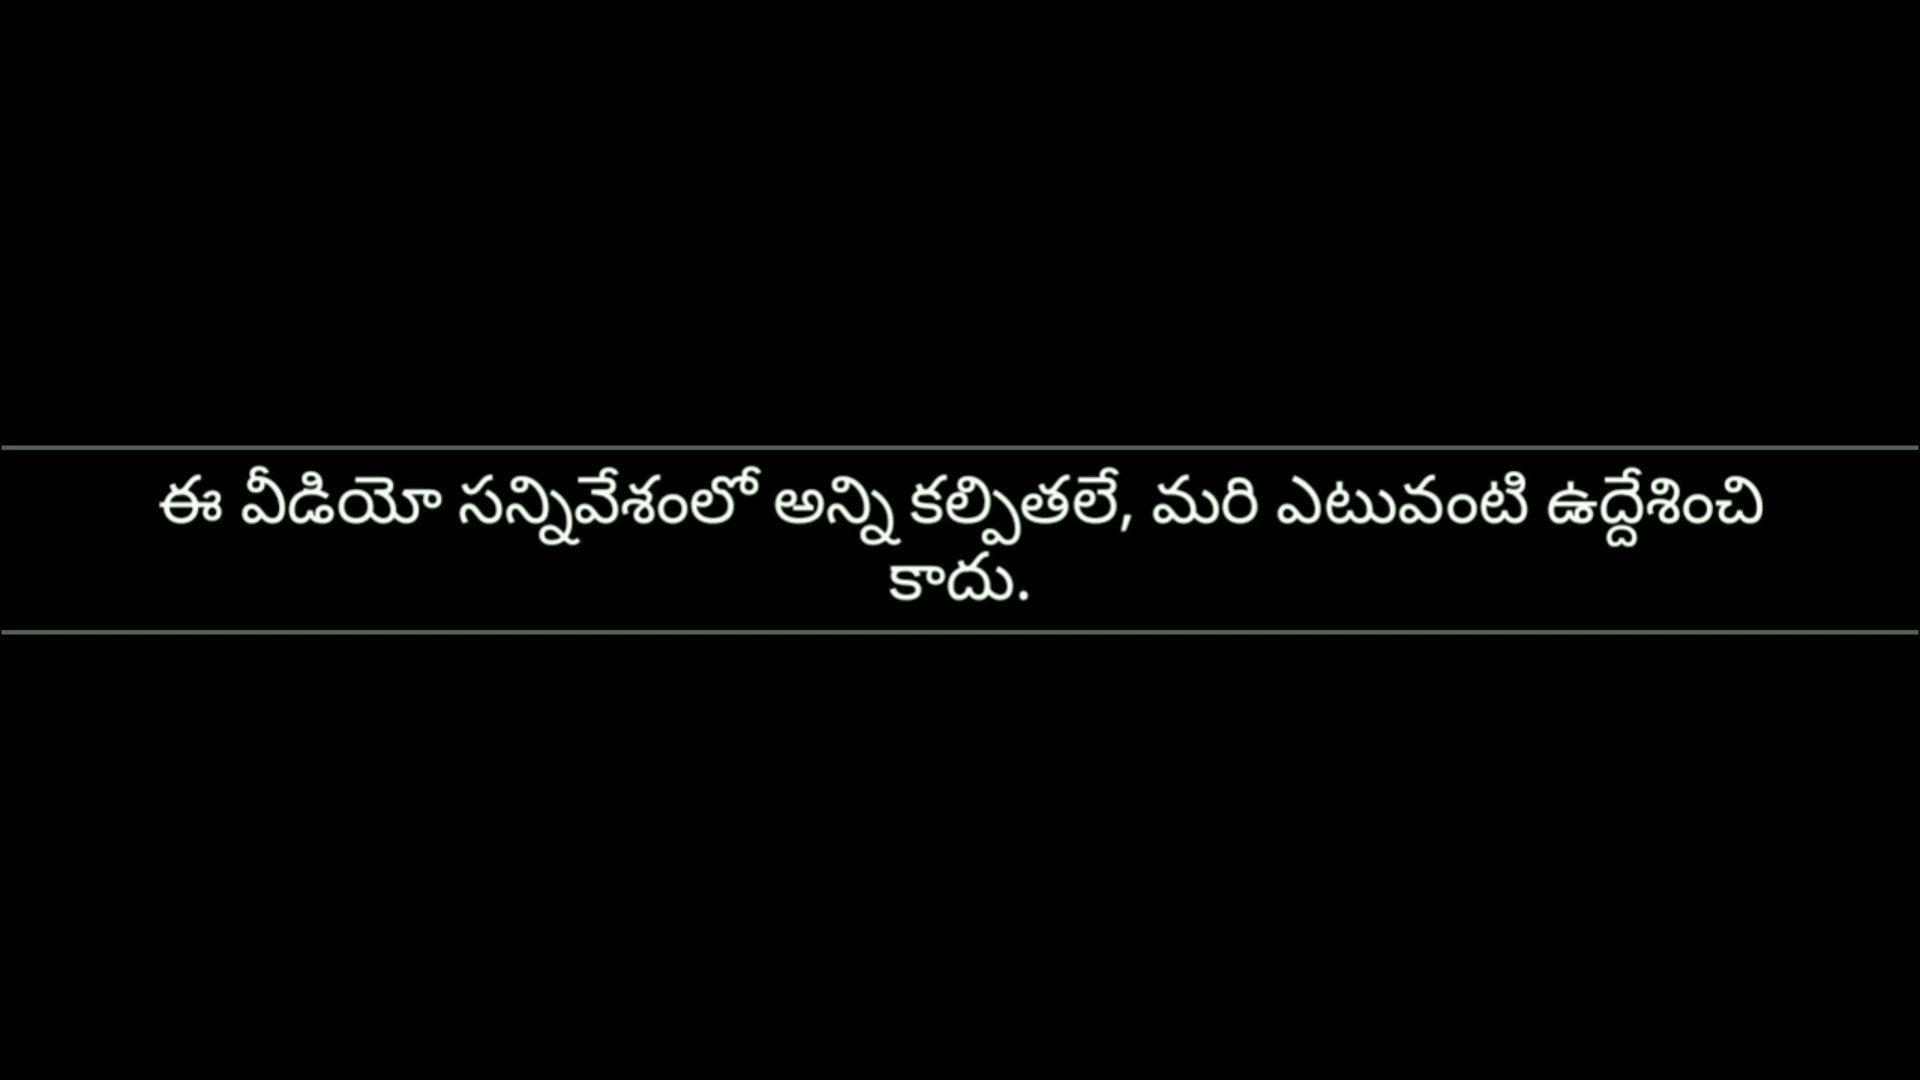 ఈ వీడియో సన్నివేశంలో అన్ని కల్పితలే, మరి ఎటువంటి ఉద్దేశించి
కాదు.